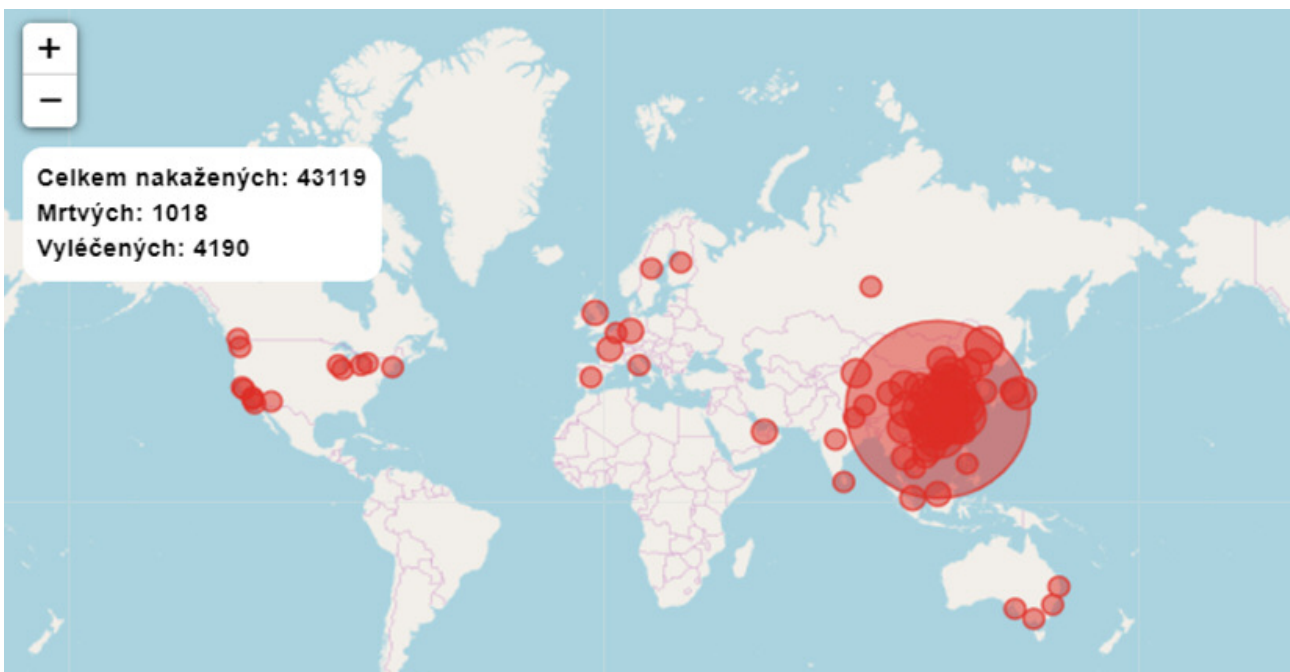 +
−
Celkem nakažených: 43119
Mrtvých: 1018
Vyléčených: 4190